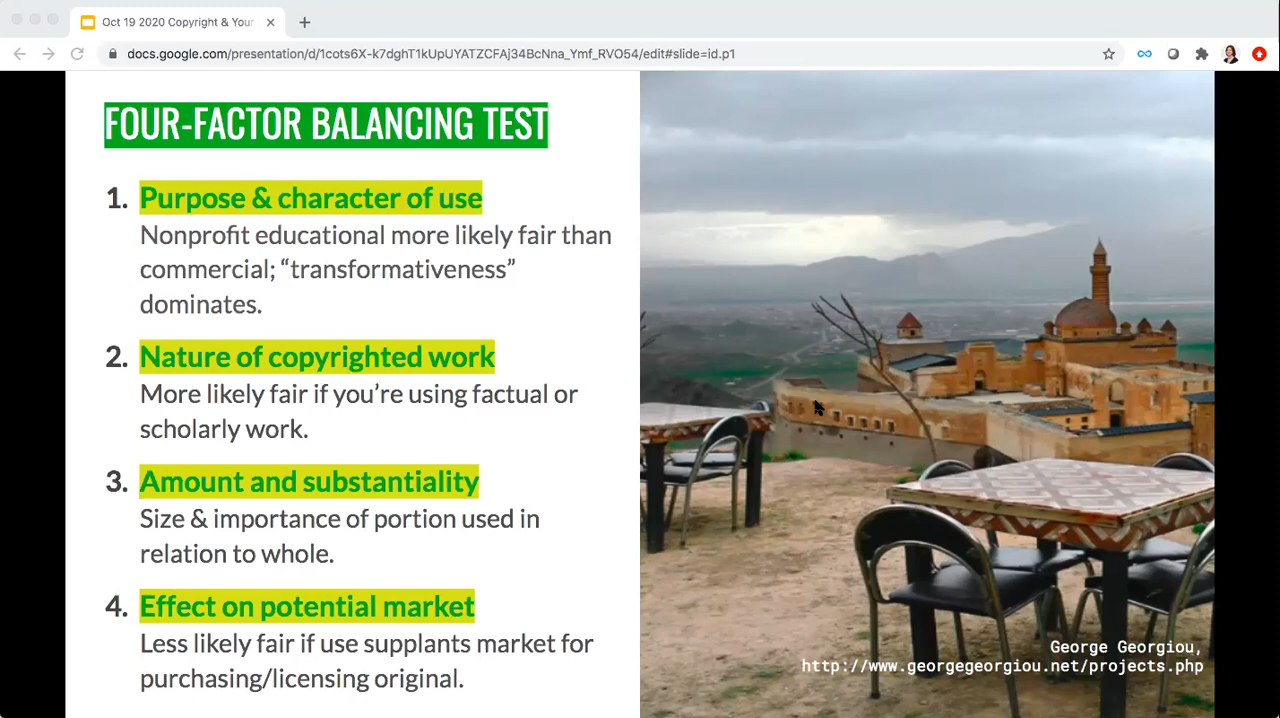 Oct 19 2020 Copyright & Your
docs.google.com/presentation/d/1cots6X-k7dghT1kUpUYATZCFAj34BcNna_Ymf_RVO54/edit#slide=id.p1
FOUR-FACTOR BALANCING TEST
1. Purpose & character of use
Nonprofit educational more likely fair than
commercial; “transformativeness”
dominates.
2. Nature of copyrighted work
More likely fair if you’re using factual or
scholarly work.
3. Amount and substantiality
Size & importance of portion used in
relation to whole.
4. Effect on potential market
Less likely fair if use supplants market for
purchasing/licensing original.
George Georgiou,
http://www.georgegeorgiou.net/projects.php